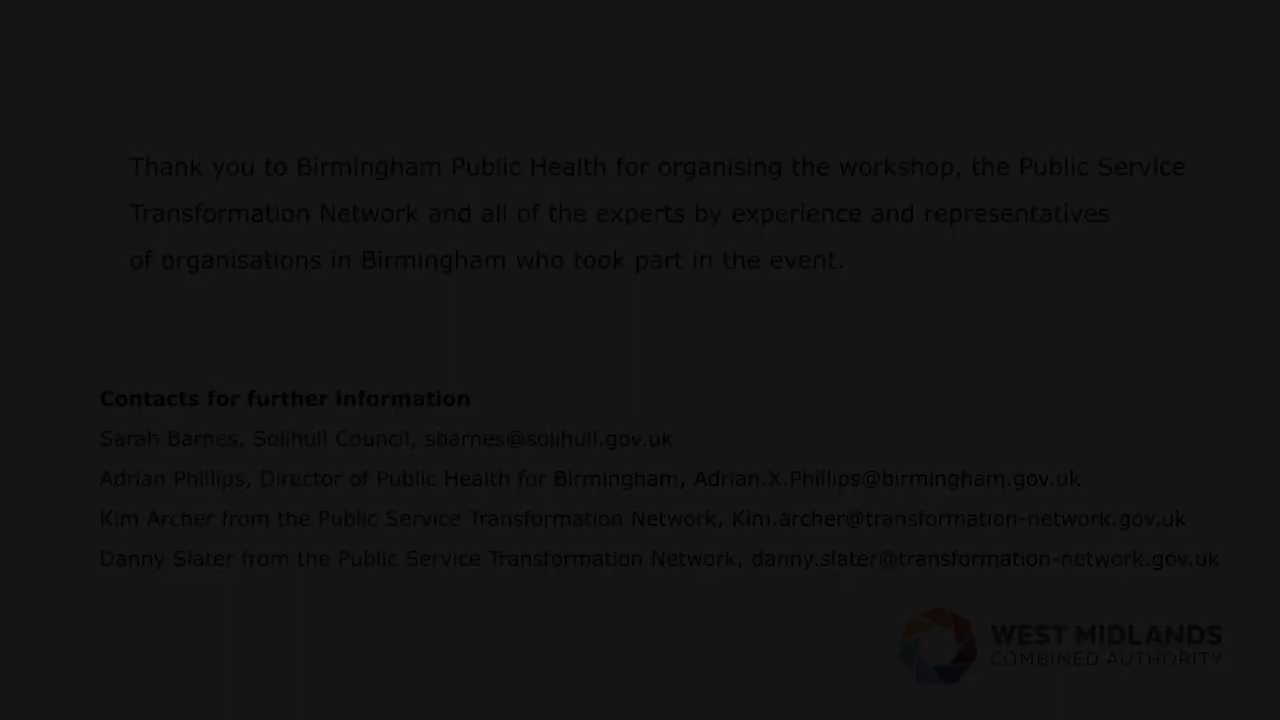 Thank you to Birmingham Public Health for organising the workshop, the Public Service
Transformation Network and all of the experts by experience and representatives
of organisations in Birmingham who took part in the event.
Contacts for further information
Sarah Barnes, Solihull Council, sbarnes@solihull.gov.uk
Adrian Phillips, Director of Public Health for Birmingham, Adrian.X.Phillips@birmingham.gov.uk
Kim Archer from the Public Service Transformation Network, Kim.archer@transformation-network.gov.uk
Danny Slater from the Public Service Transformation Network, danny.slater@transformation-network.gov.uk
WEST MIDLANDS
COMBINED AUTHORITY